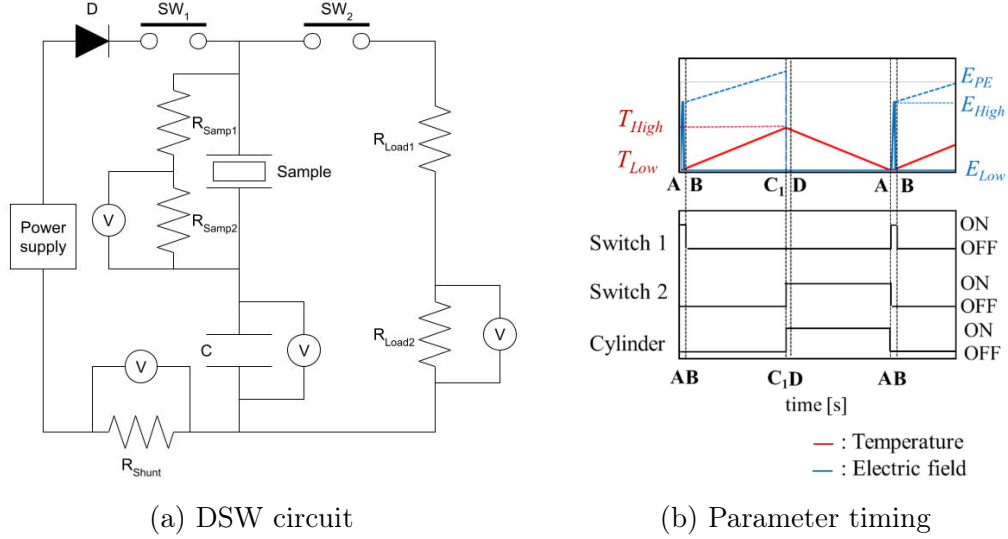 D
SW1
SW2
RSamp1
RLoad1
Sample
V
RSamp2
Power
supply
RLoad2
V
C
V
V
RShunt
(a) DSW circuit
EPE
EHigh
THigh
TLow
ELow
A B C1 D A B
Switch 1
ON
OFF
Switch 2
ON
OFF
Cylinder
ON
OFF
AB C1D AB
time [s]
— : Temperature
— : Electric field
(b) Parameter timing